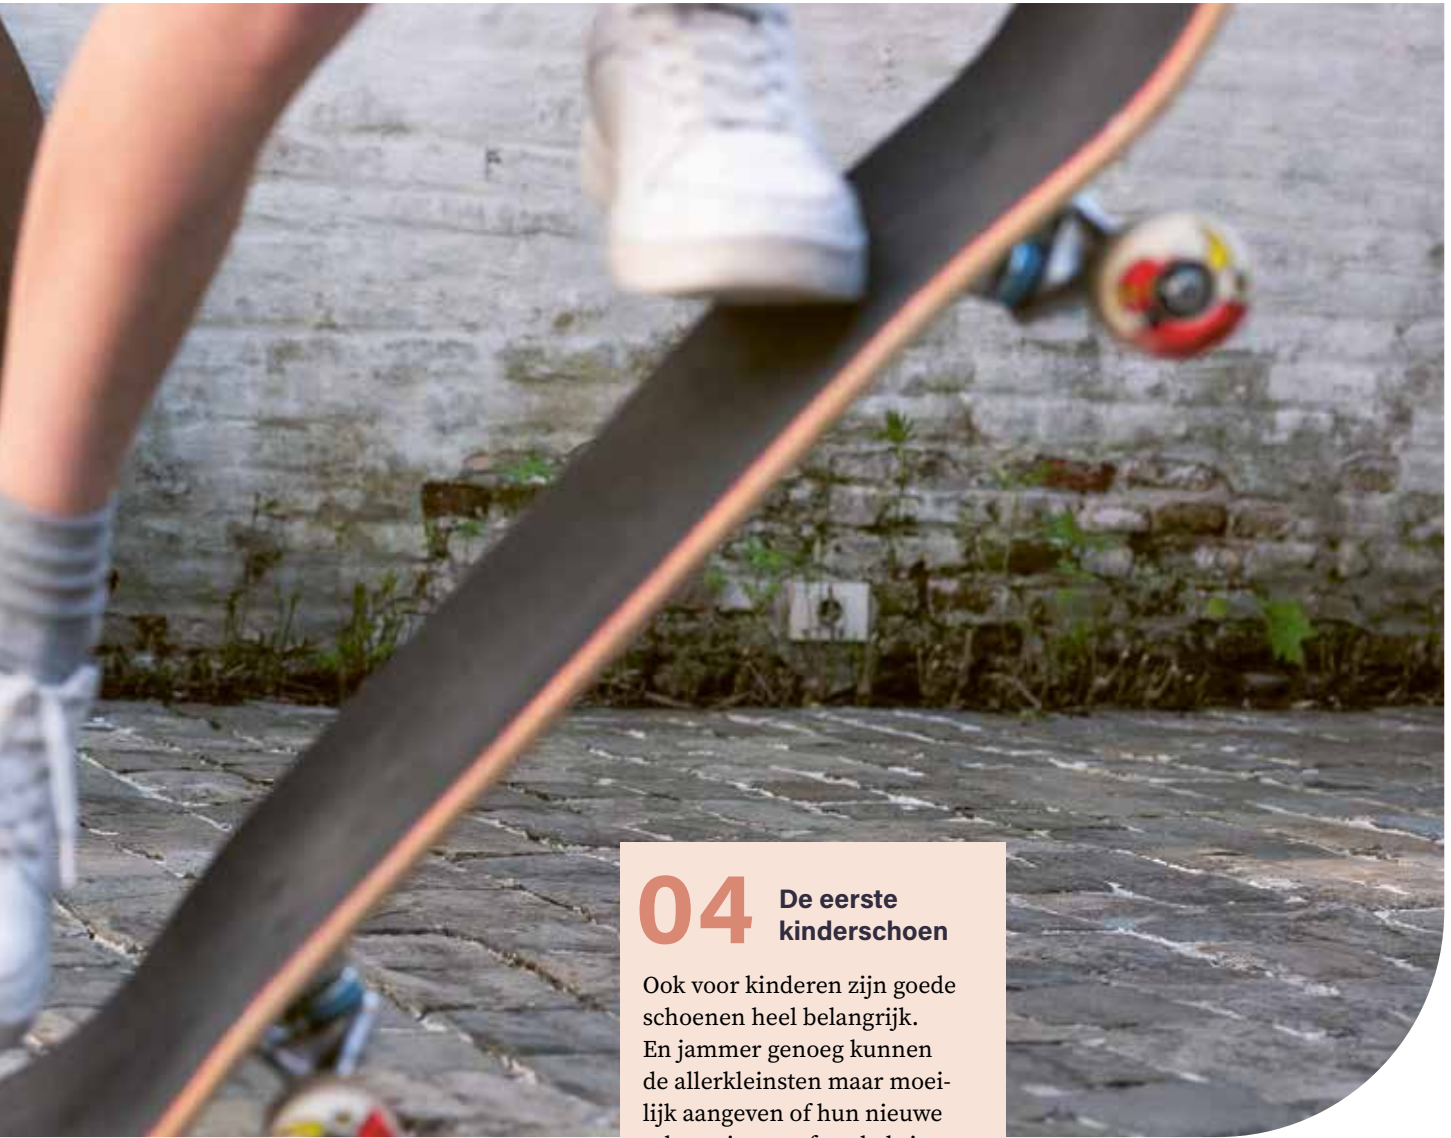 04
De eerste
kinderschoen
Ook voor kinderen zijn goede
schoenen heel belangrijk.
En jammer genoeg kunnen
de allerkleinsten maar moei-
lijk aangeven of hun nieuwe